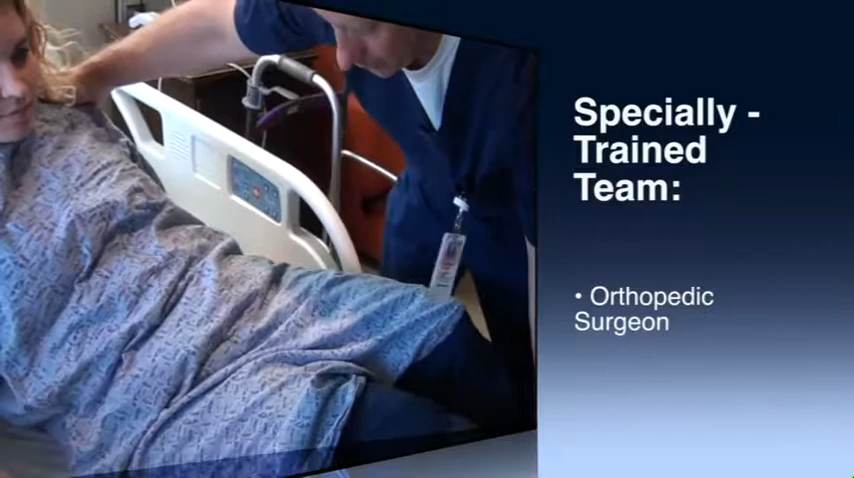 Specially -
Trained
Team:
• Orthopedic
Surgeon